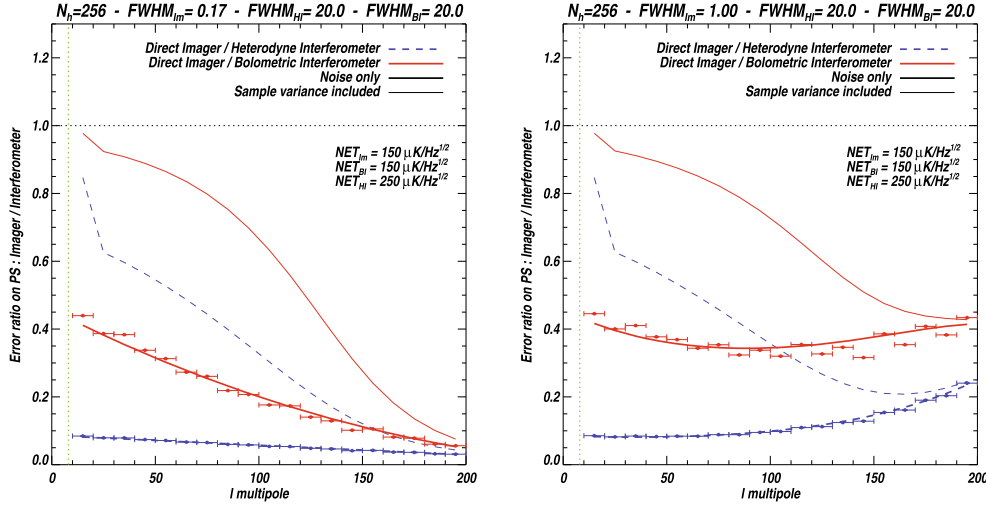 N_h=256 - FWHM_Im= 0.17 - FWHM_HI= 20.0 - FWHM_BI= 20.0
Direct Imager / Heterodyne Interferometer
Direct Imager / Bolometric Interferometer
Noise only
Sample variance included
NET_Im = 150 μK/Hz^1/2
NET_BI = 150 μK/Hz^1/2
NET_HI = 250 μK/Hz^1/2
Error ratio on PS : Imager / Interferometer
1.2
1.0
0.8
0.6
0.4
0.2
0.0
0 50 100 150 200
l multipole
N_h=256 - FWHM_Im= 1.00 - FWHM_HI= 20.0 - FWHM_BI= 20.0
Direct Imager / Heterodyne Interferometer
Direct Imager / Bolometric Interferometer
Noise only
Sample variance included
NET_Im = 150 μK/Hz^1/2
NET_BI = 150 μK/Hz^1/2
NET_HI = 250 μK/Hz^1/2
Error ratio on PS : Imager / Interferometer
1.2
1.0
0.8
0.6
0.4
0.2
0.0
0 50 100 150 200
l multipole